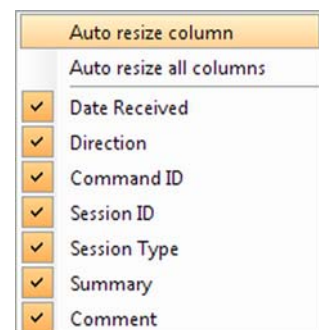 Auto resize column
Auto resize all columns
Date Received
Direction
Command ID
Session ID
Session Type
Summary
Comment